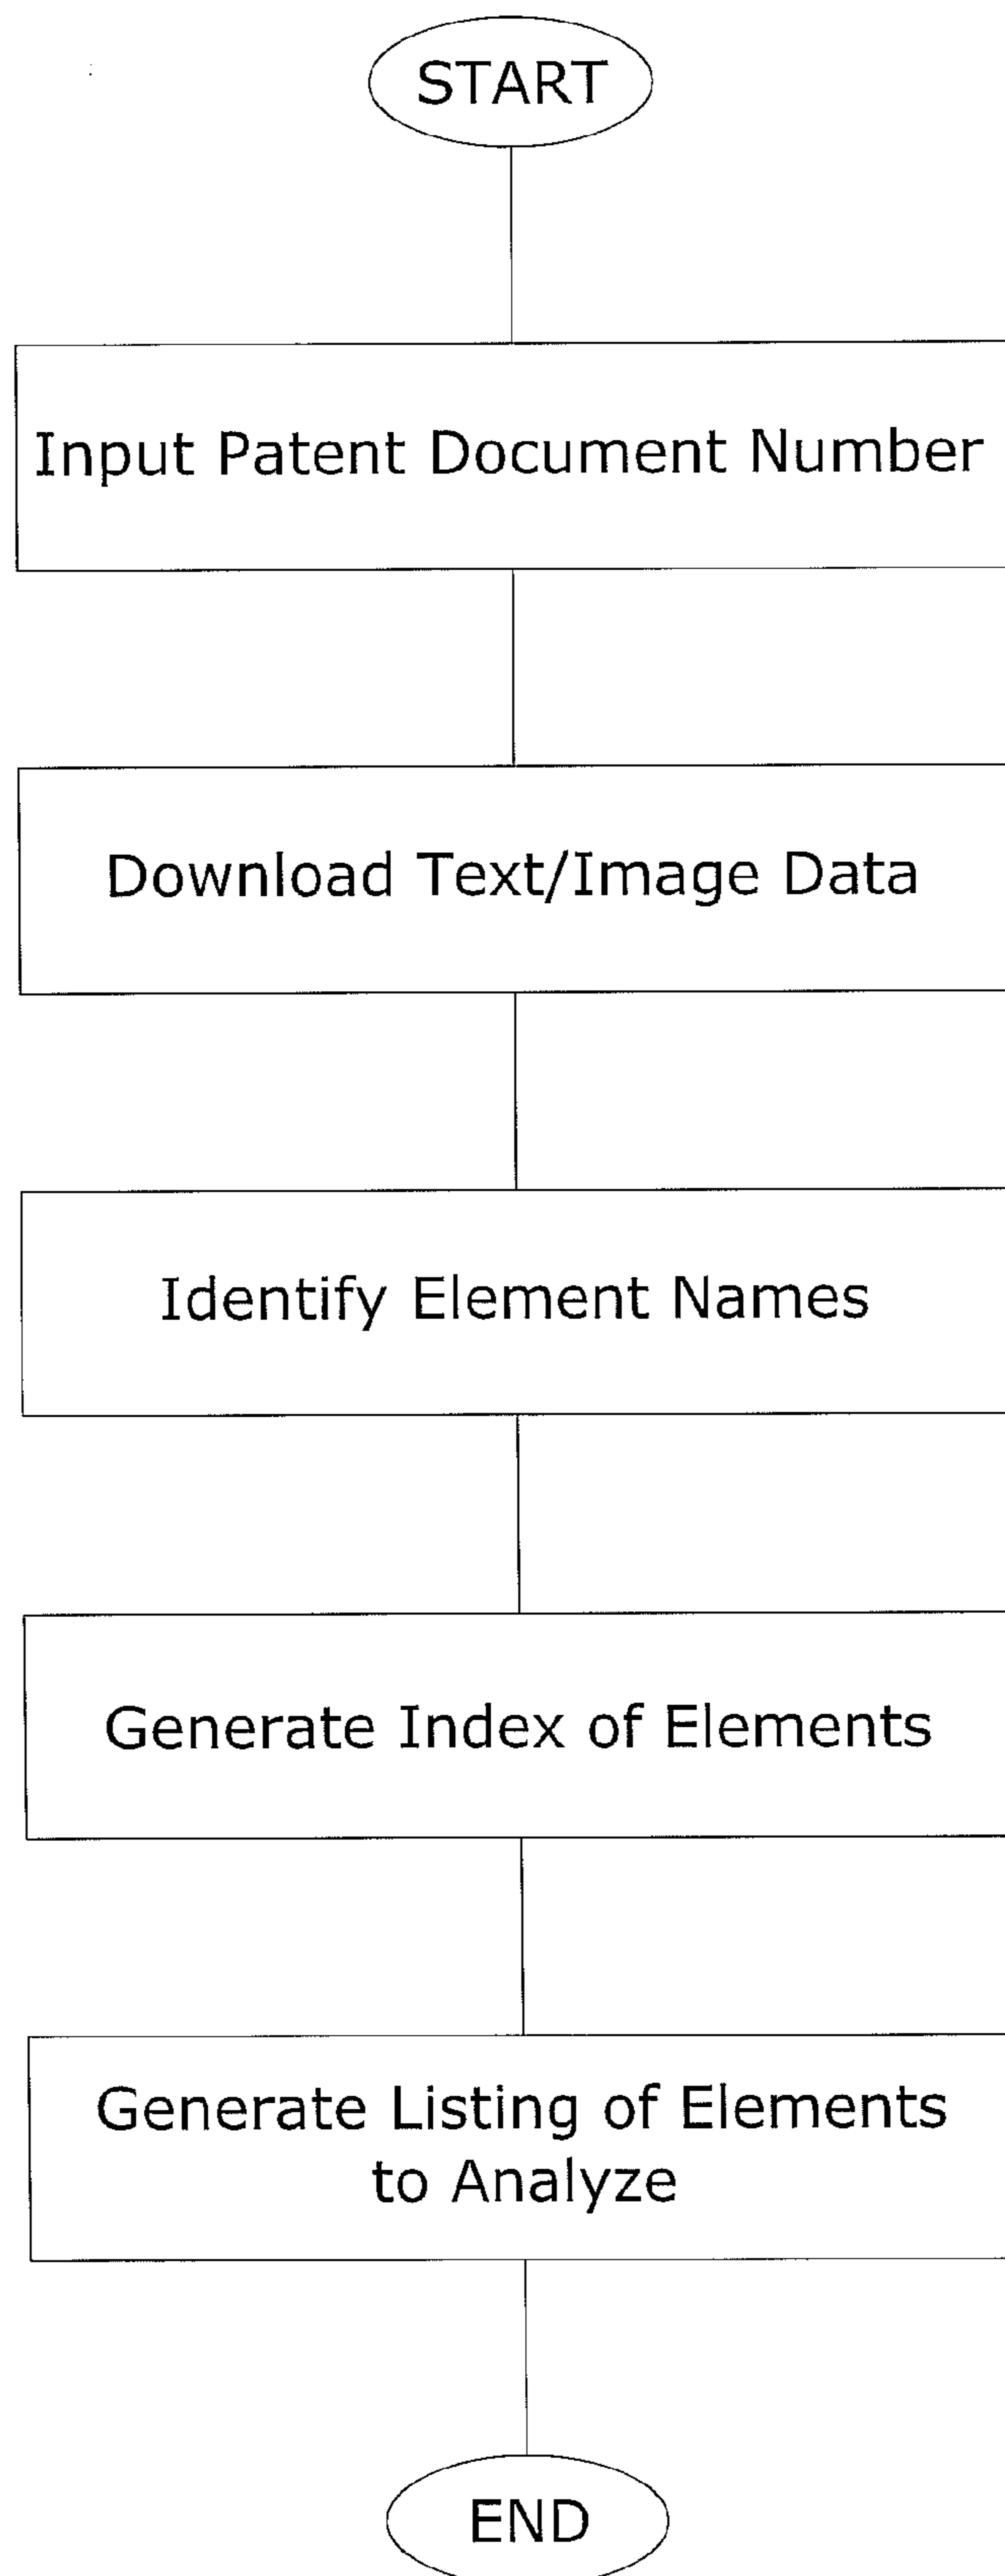 START
Input Patent Document Number
Download Text/Image Data
Identify Element Names
Generate Index of Elements
Generate Listing of Elements
to Analyze
END